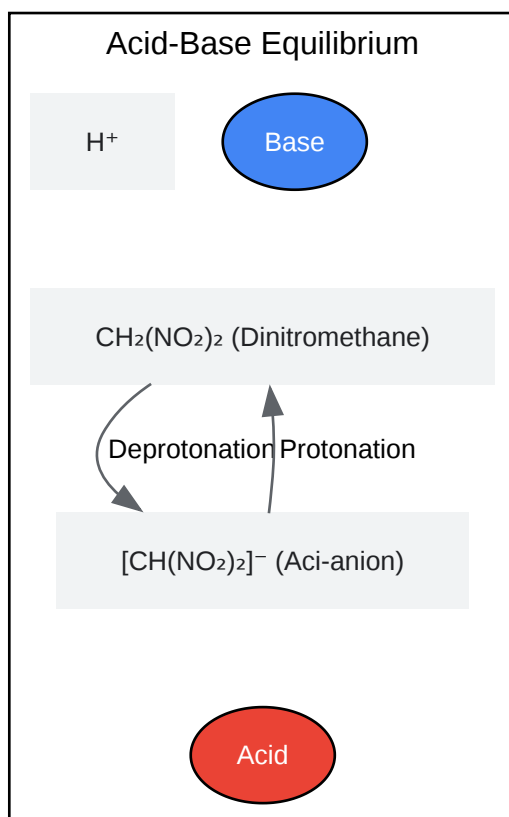 Acid-Base Equilibrium
H⁺
Base
CH₂(NO₂)₂ (Dinitromethane)
Deprotonation
Protonation
[CH(NO₂)₂]⁻ (Aci-anion)
Acid